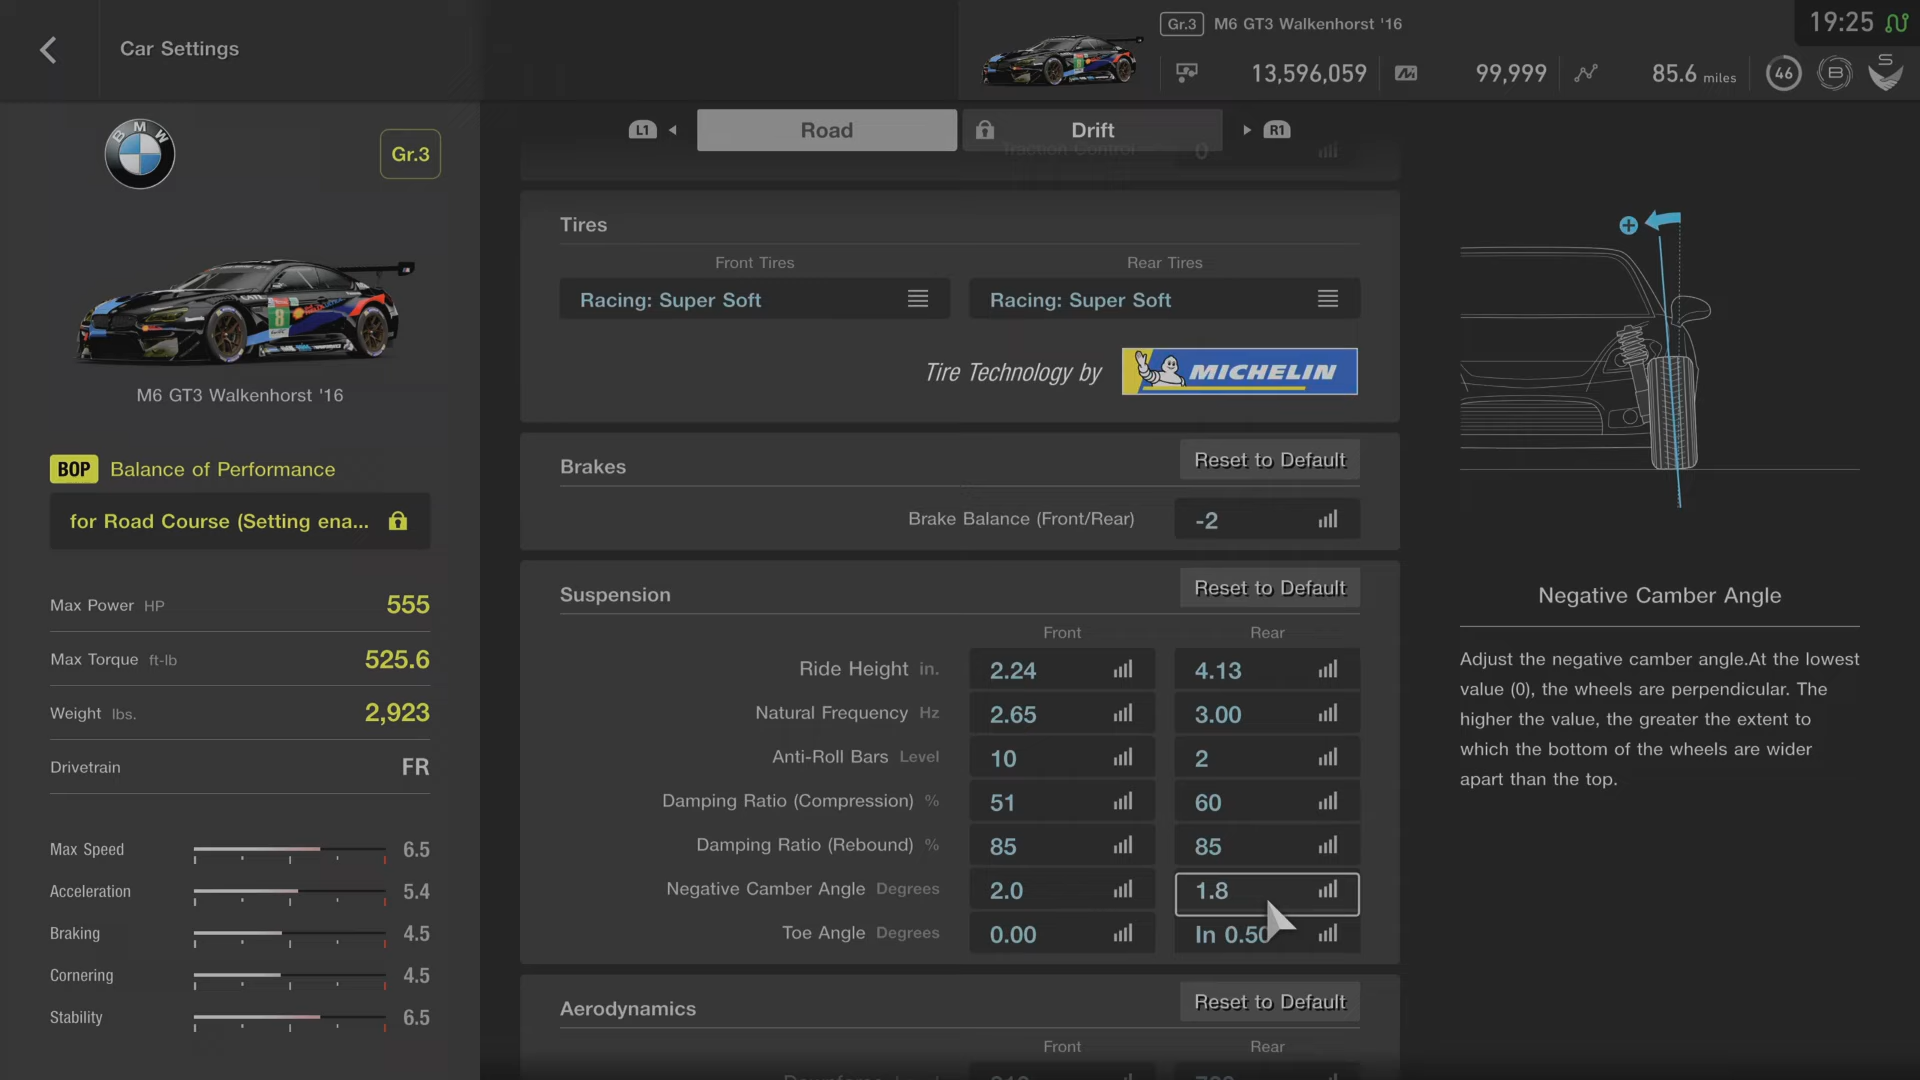 Car Settings
Gr.3 M6 GT3 Walkenhorst '16
19:25
13,596,059
99,999
85.6 miles
46
B
S
BMW
Gr.3
M6 GT3 Walkenhorst '16
BOP Balance of Performance
for Road Course (Setting ena...
Max Power HP 555
Max Torque ft-lb 525.6
Weight lbs. 2,923
Drivetrain FR
Max Speed 6.5
Acceleration 5.4
Braking 4.5
Cornering 4.5
Stability 6.5
L1 Road Drift R1
Traction Control 0
Tires
Front Tires Rear Tires
Racing: Super Soft Racing: Super Soft
Tire Technology by MICHELIN
Brakes Reset to Default
Brake Balance (Front/Rear) -2
Suspension Reset to Default
Front Rear
Ride Height in. 2.24 4.13
Natural Frequency Hz 2.65 3.00
Anti-Roll Bars Level 10 2
Damping Ratio (Compression) % 51 60
Damping Ratio (Rebound) % 85 85
Negative Camber Angle Degrees 2.0 1.8
Toe Angle Degrees 0.00 In 0.50
Aerodynamics Reset to Default
Front Rear
Negative Camber Angle
Adjust the negative camber angle.At the lowest
value (0), the wheels are perpendicular. The
higher the value, the greater the extent to
which the bottom of the wheels are wider
apart than the top.